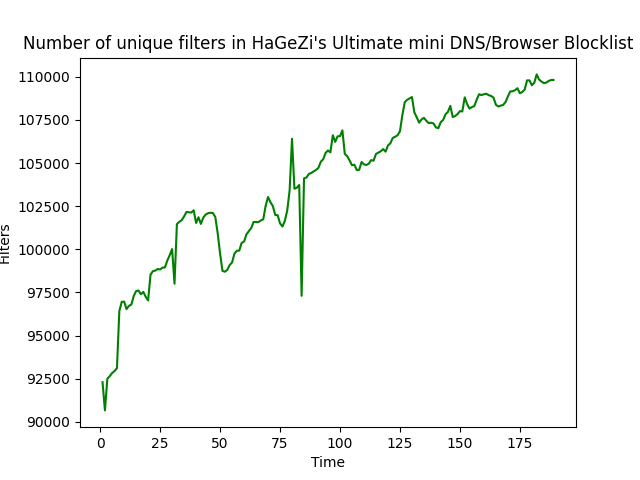 Number of unique filters in HaGeZi's Ultimate mini DNS/Browser Blocklist
110000
107500
105000
102500
100000
97500
95000
92500
90000
Filters
0 25 50 75 100 125 150 175
Time